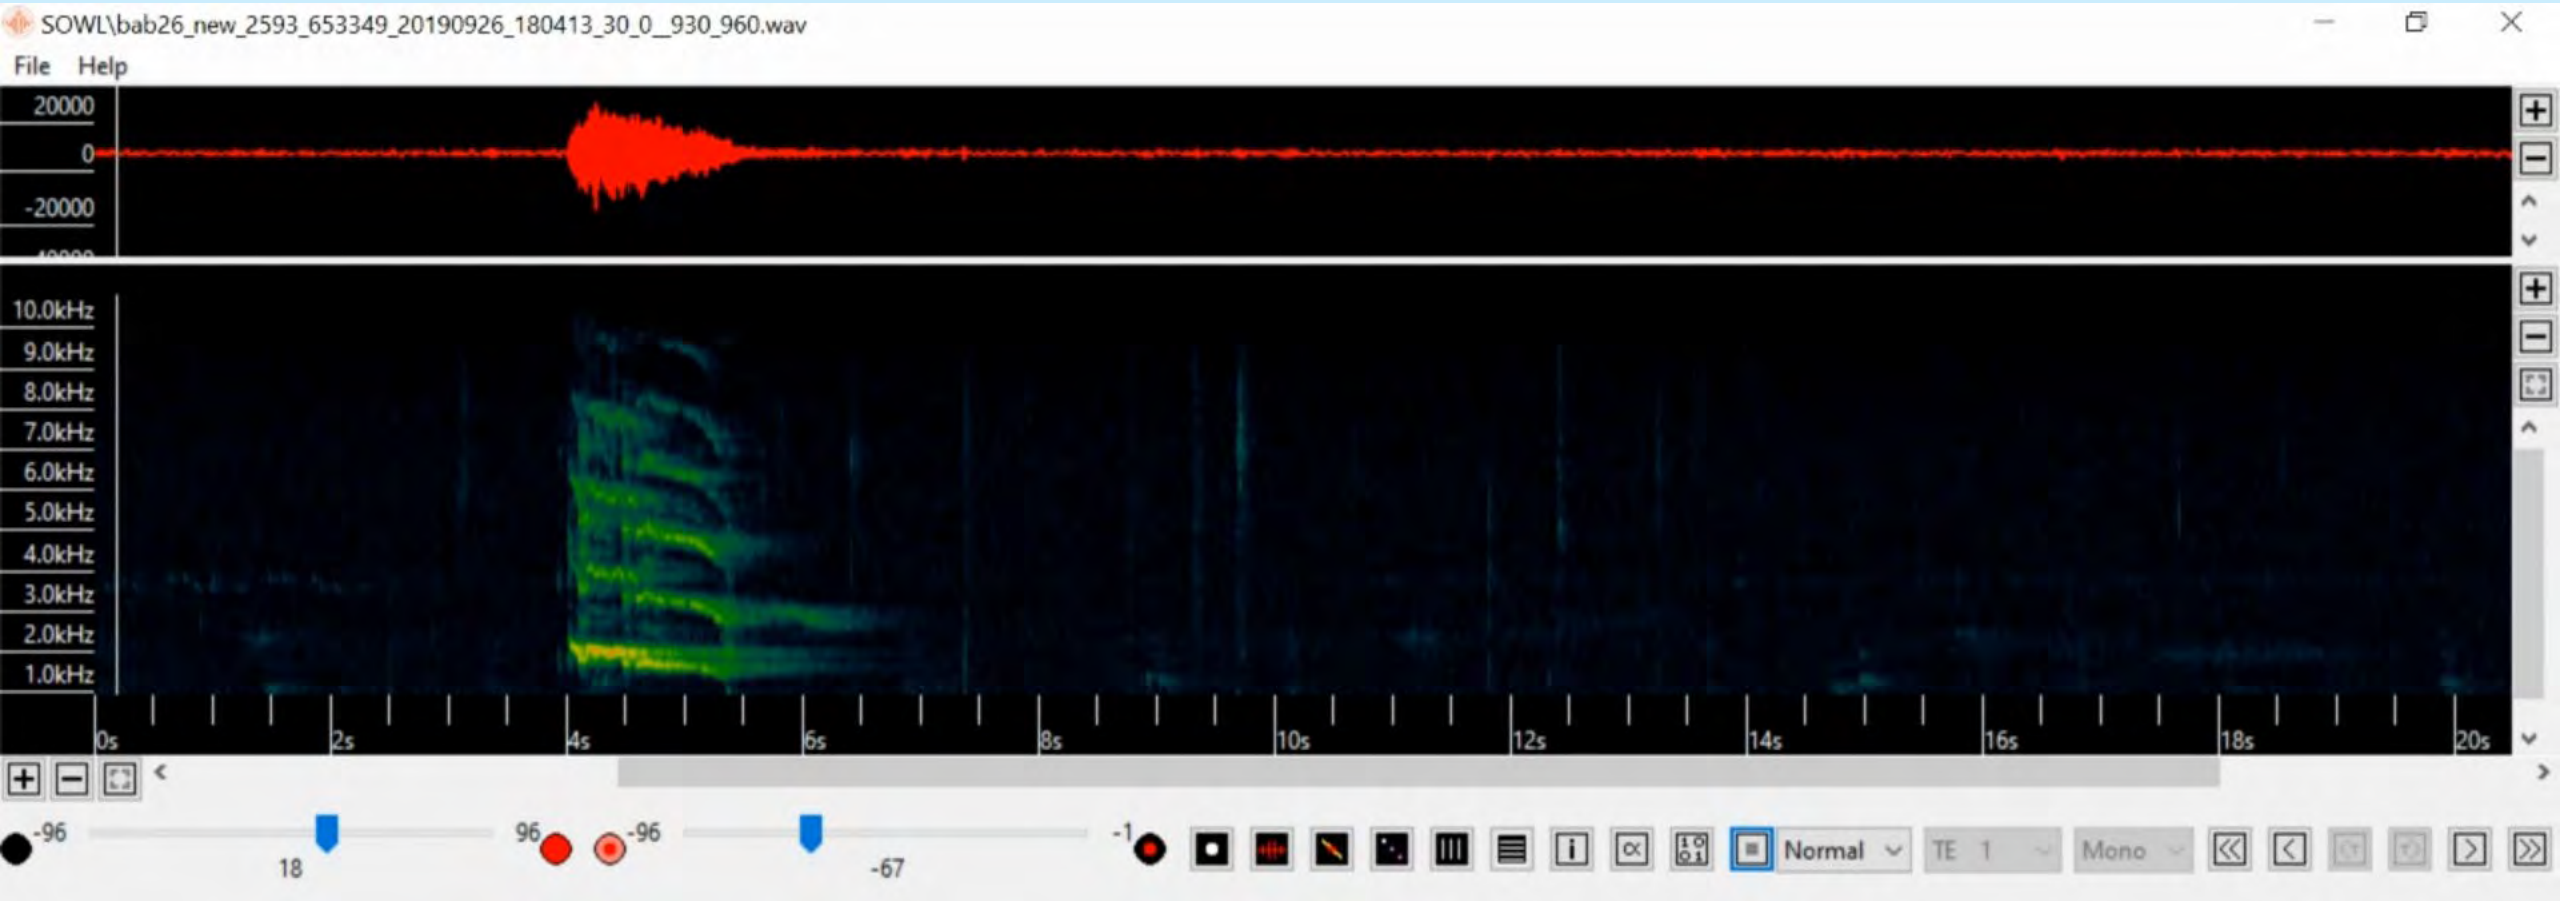 SOWL\bab26_new_2593_653349_20190926_180413_30_0__930_960.wav
File Help
20000
0
-20000
10.0kHz
9.0kHz
8.0kHz
7.0kHz
6.0kHz
5.0kHz
4.0kHz
3.0kHz
2.0kHz
1.0kHz
0s 2s 4s 6s 8s 10s 12s 14s 16s 18s 20s
-96 96 -96 -1 Normal TE 1 Mono
18 -67